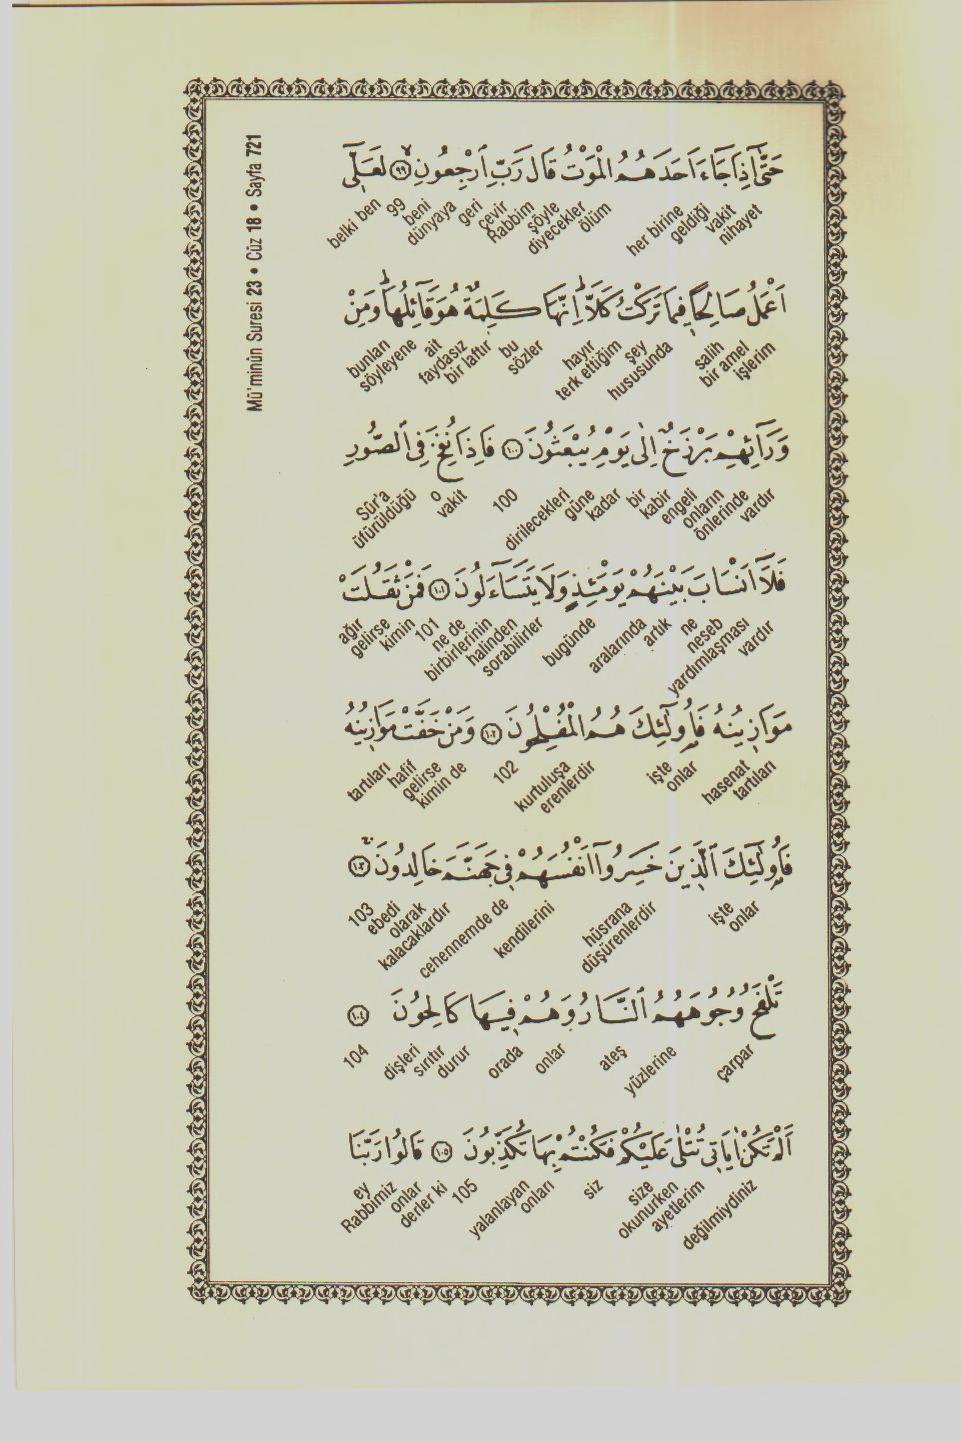 Mü'minûn Suresi 23 • Cüz 18 • Sayfa 721
حَتّٰٓى اِذَا جَٓاءَ اَحَدَهُمُ الْمَوْتُ قَالَ رَبِّ ارْجِعُونِ ﴿٩٩﴾ لَعَلّ۪ٓى
nihayet vakit geldiği her birine ölüm diyecekler şöyle Rabbim çevir geri dünyaya beni 99 belki ben
اَعْمَلُ صَالِحًا ف۪يمَا تَرَكْتُ كَلَّاۜ اِنَّهَا كَلِمَةٌ هُوَ قَٓائِلُهَاۜ وَمِنْ
işlerim bir amel salih hususunda şey terk ettiğim hayır sözler bu bir laftır faydasız ait söyleyene bunları
وَرَٓائِهِمْ بَرْزَخٌ اِلٰى يَوْمِ يُبْعَثُونَ ﴿١٠٠﴾ فَاِذَا نُفِخَ فِى الصُّورِ
vardır önlerinde onların engeli kabir bir kadar güne dirilecekleri 100 vakit o üfürüldüğü Sûr'a
فَلَٓا اَنْسَابَ بَيْنَهُمْ يَوْمَئِذٍ وَلَا يَتَسَٓاءَلُونَ ﴿١٠١﴾ فَمَنْ ثَقُلَتْ
vardır yardımlaşması neseb ne artık aralarında bugünde sorabilirler halinden birbirlerinin ne de 101 kimin gelirse ağır
مَوَاز۪ينُهُ فَاُو۬لٰٓئِكَ هُمُ الْمُفْلِحُونَ ﴿١٠٢﴾ وَمَنْ خَفَّتْ مَوَاز۪ينُهُ
tartıları hasenat onlar işte erenlerdir kurtuluşa 102 kimin de gelirse hafif tartıları
فَاُو۬لٰٓئِكَ الَّذ۪ينَ خَسِرُٓوا اَنْفُسَهُمْ ف۪ى جَهَنَّمَ خَالِدُونَۚ ﴿١٠٣﴾
onlar işte düşürenlerdir hüsrana kendilerini cehennemde de kalacaklardır olarak ebedi 103
تَلْفَحُ وُجُوهَهُمُ النَّارُ وَهُمْ ف۪يهَا كَالِحُونَ ﴿١٠٤﴾
çarpar yüzlerine ateş onlar orada durur sırıtır dişleri 104
اَلَمْ تَكُنْ اٰيَات۪ى تُتْلٰى عَلَيْكُمْ فَكُنْتُمْ بِهَا تُكَذِّبُونَ ﴿١٠٥﴾ قَالُوا رَبَّنَا
değilmiydiniz ayetlerim okunurken size siz onları yalanlayan 105 derler ki onlar Rabbimiz ey